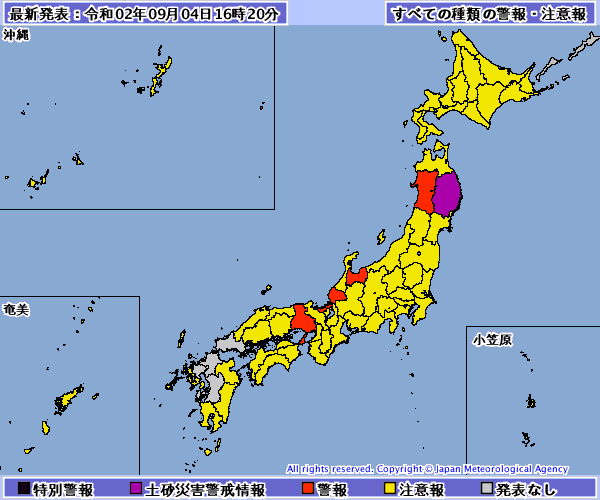 最新発表：令和02年09月04日16時20分
すべての種類の警報・注意報
沖縄
奄美
小笠原
All rights reserved. Copyright © Japan Meteorological Agency
特別警報 土砂災害警戒情報 警報 注意報 発表なし